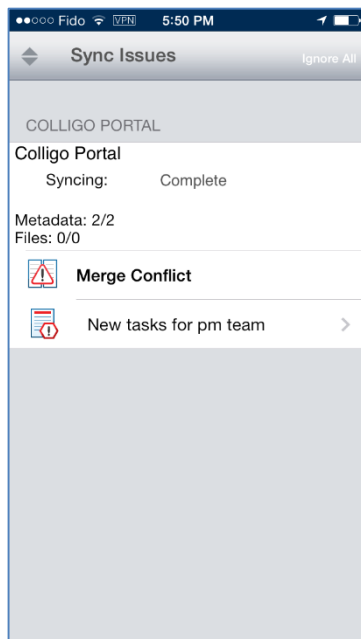 Fido VPN 5:50 PM
Sync Issues Ignore All
COLLIGO PORTAL
Colligo Portal
Syncing: Complete
Metadata: 2/2
Files: 0/0
Merge Conflict
New tasks for pm team